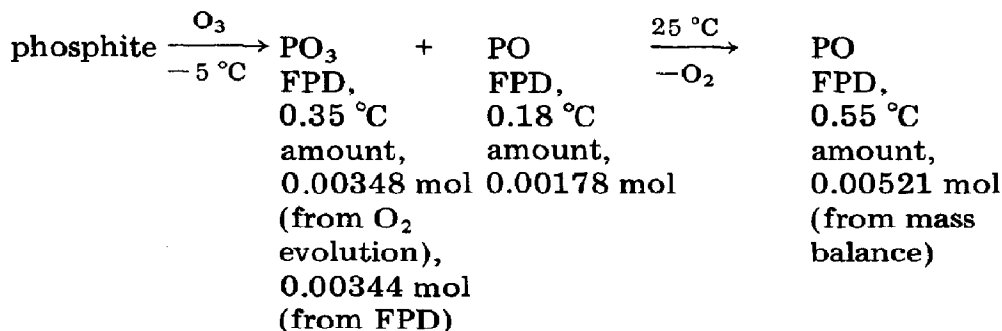 phosphite O₃ −5 °C PO₃ + PO 25 °C −O₂ PO
FPD, FPD, FPD,
0.35 °C 0.18 °C 0.55 °C
amount, amount, amount,
0.00348 mol 0.00178 mol 0.00521 mol
(from O₂ (from mass
evolution), balance)
0.00344 mol
(from FPD)